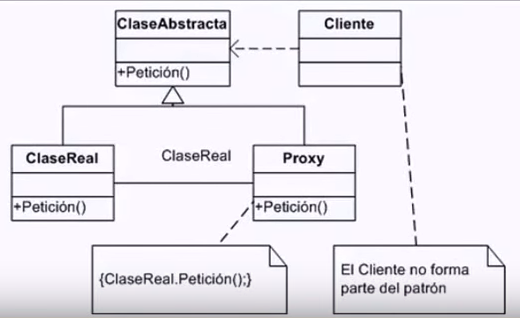 ClaseAbstracta
Cliente
+Petición()
ClaseReal
ClaseReal
Proxy
+Petición()
+Petición()
{ClaseReal.Petición();}
El Cliente no forma
parte del patrón